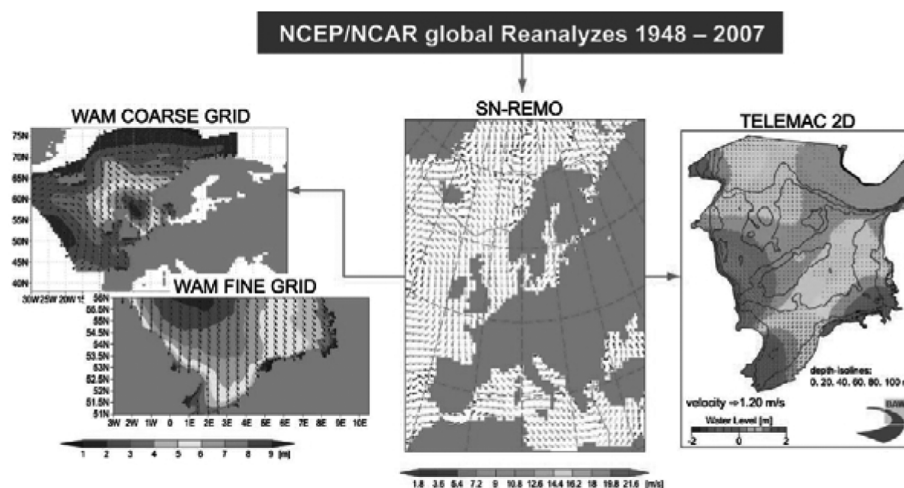 NCEP/NCAR global Reanalyzes 1948 – 2007
WAM COARSE GRID
75N
70N
65N
60N
55N
50N
45N
40N
30W 25W 20W 15
WAM FINE GRID
56N
55.5N
55N
54.5N
54N
53.5N
53N
52.5N
52N
51.5N
51N
3W 2W 1W 0 1E 2E 3E 4E 5E 6E 7E 8E 9E 10E
1 2 3 4 5 6 7 8 9 [m]
SN-REMO
1.8 3.6 5.4 7.2 9 10.8 12.6 14.4 16.2 18 19.8 21.6 [m/s]
TELEMAC 2D
depth-isolines:
0. 20. 40. 60. 80. 100
velocity ⇒1.20 m/s
Water Level [m]
-2 0 2